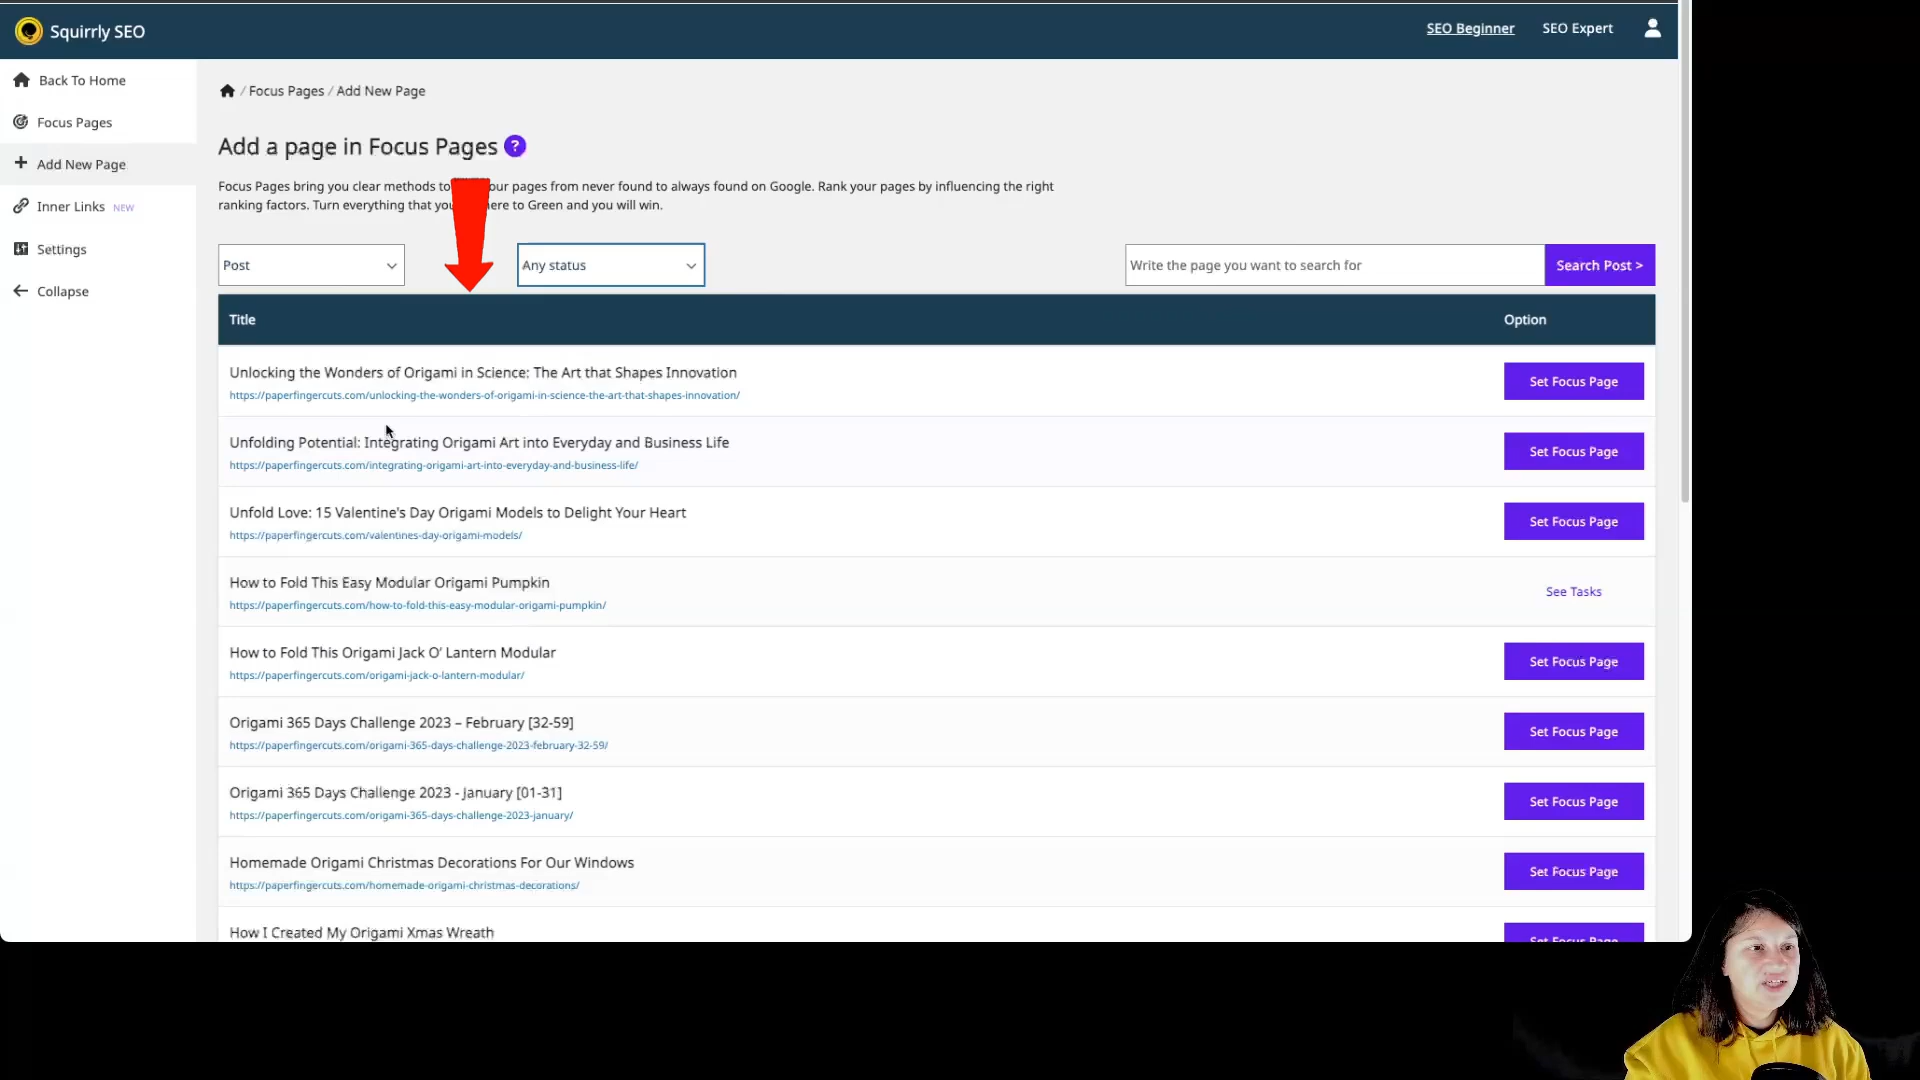 Squirrly SEO
SEO Beginner
SEO Expert
Back To Home
Focus Pages
Add New Page
Inner Links NEW
Settings
Collapse
/ Focus Pages / Add New Page
Add a page in Focus Pages ?
Focus Pages bring you clear methods to our pages from never found to always found on Google. Rank your pages by influencing the right
ranking factors. Turn everything that you ere to Green and you will win.
Post
Any status
Write the page you want to search for
Search Post >
Title
Option
Unlocking the Wonders of Origami in Science: The Art that Shapes Innovation
https://paperfingercuts.com/unlocking-the-wonders-of-origami-in-science-the-art-that-shapes-innovation/
Set Focus Page
Unfolding Potential: Integrating Origami Art into Everyday and Business Life
https://paperfingercuts.com/integrating-origami-art-into-everyday-and-business-life/
Set Focus Page
Unfold Love: 15 Valentine's Day Origami Models to Delight Your Heart
https://paperfingercuts.com/valentines-day-origami-models/
Set Focus Page
How to Fold This Easy Modular Origami Pumpkin
https://paperfingercuts.com/how-to-fold-this-easy-modular-origami-pumpkin/
See Tasks
How to Fold This Origami Jack O' Lantern Modular
https://paperfingercuts.com/origami-jack-o-lantern-modular/
Set Focus Page
Origami 365 Days Challenge 2023 – February [32-59]
https://paperfingercuts.com/origami-365-days-challenge-2023-february-32-59/
Set Focus Page
Origami 365 Days Challenge 2023 - January [01-31]
https://paperfingercuts.com/origami-365-days-challenge-2023-january/
Set Focus Page
Homemade Origami Christmas Decorations For Our Windows
https://paperfingercuts.com/homemade-origami-christmas-decorations/
Set Focus Page
How I Created My Origami Xmas Wreath
Set Focus Page